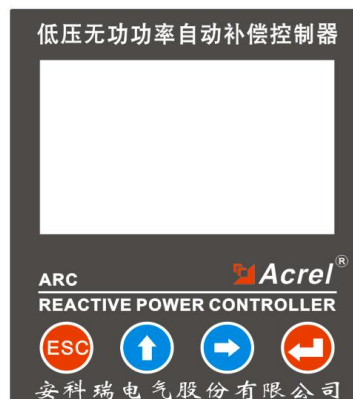 低压无功功率自动补偿控制器
Acrel®
ARC
REACTIVE POWER CONTROLLER
ESC
安科瑞电气股份有限公司